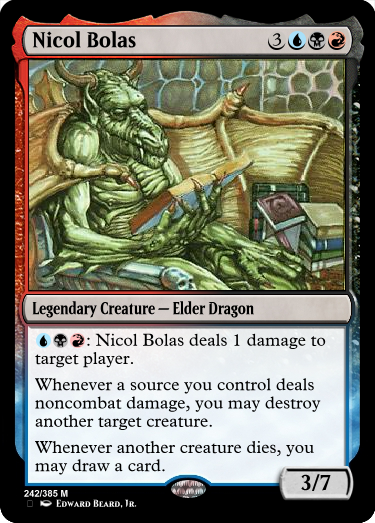 Nicol Bolas 3
Legendary Creature — Elder Dragon
: Nicol Bolas deals 1 damage to
target player.
Whenever a source you control deals
noncombat damage, you may destroy
another target creature.
Whenever another creature dies, you
may draw a card.
3/7
242/385 M
Edward Beard, Jr.